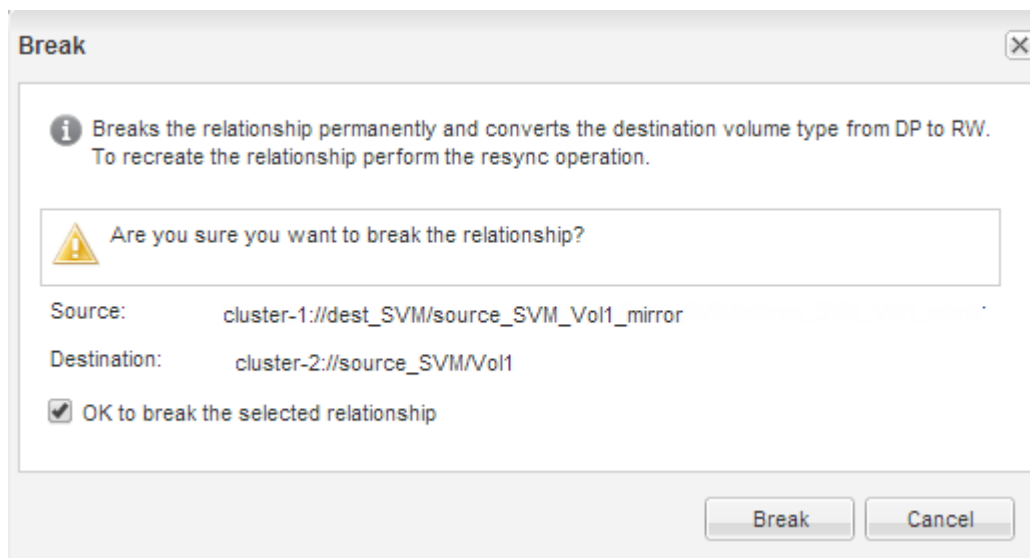 Break
Breaks the relationship permanently and converts the destination volume type from DP to RW.
To recreate the relationship perform the resync operation.
Are you sure you want to break the relationship?
Source: cluster-1://dest_SVM/source_SVM_Vol1_mirror
Destination: cluster-2://source_SVM/Vol1
OK to break the selected relationship
Break Cancel